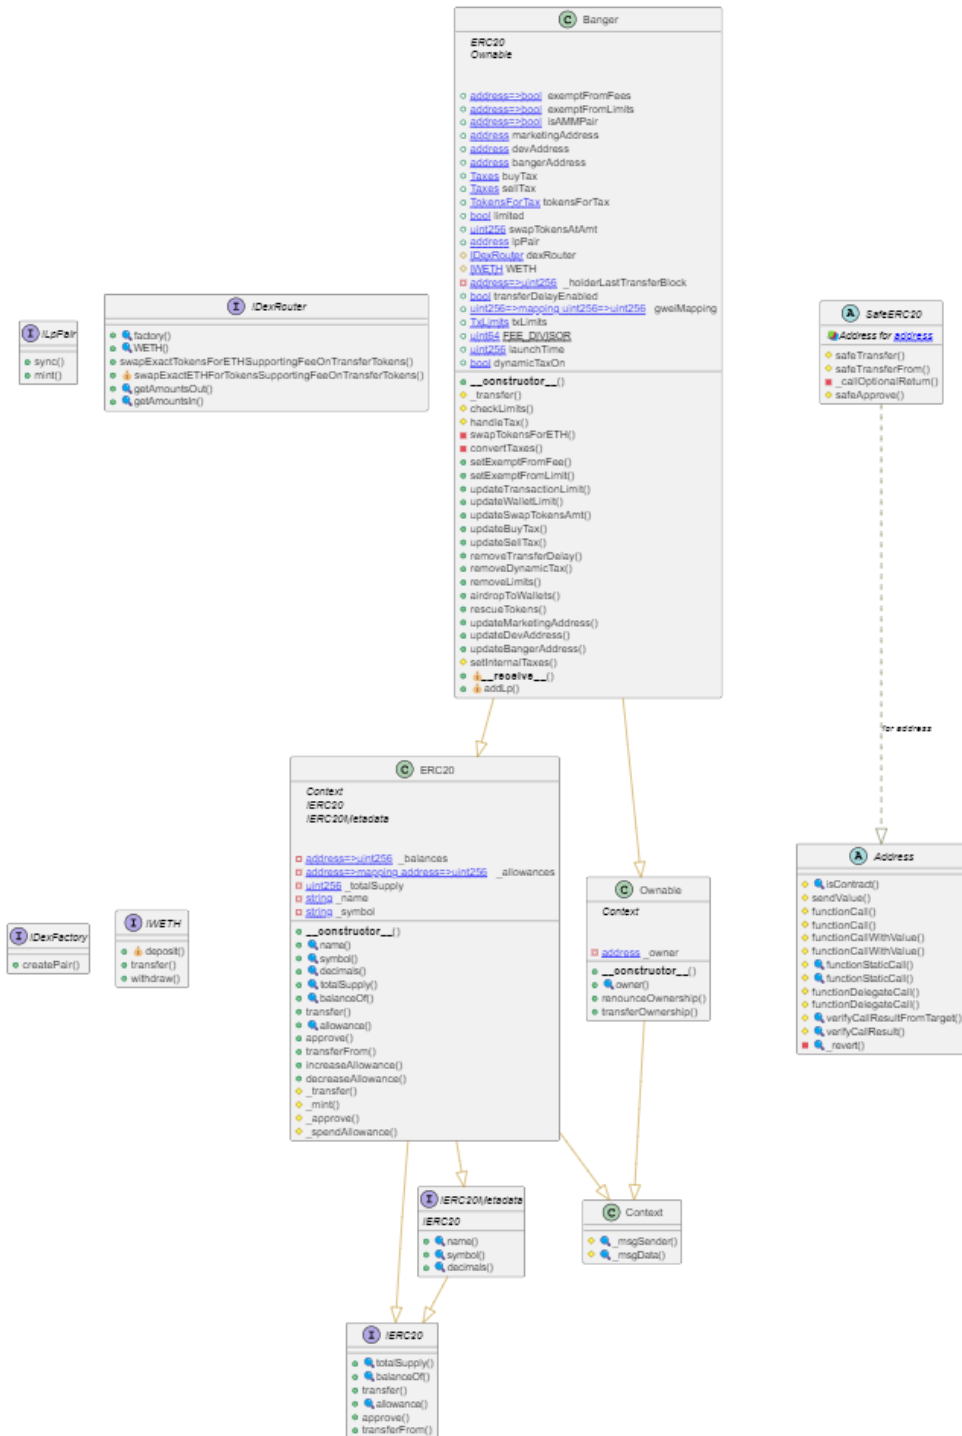 C Banger
ERC20
Ownable
address=>bool exemptFromFees
address=>bool exemptFromLimits
address=>bool isAMMPair
address marketingAddress
address devAddress
address bangerAddress
Taxes buyTax
Taxes sellTax
TokensForTax tokensForTax
bool limited
uint256 swapTokensAtAmt
address lpPair
IDexRouter dexRouter
IWETH WETH
address=>uint256 _holderLastTransferBlock
bool transferDelayEnabled
uint256=>mapping uint256=>uint256 gweiMapping
TxLimits txLimits
uint64 FEE_DIVISOR
uint256 launchTime
bool dynamicTaxOn
__constructor__()
_transfer()
checkLimits()
handleTax()
swapTokensForETH()
convertTaxes()
setExemptFromFee()
setExemptFromLimit()
updateTransactionLimit()
updateWalletLimit()
updateSwapTokensAmt()
updateBuyTax()
updateSellTax()
removeTransferDelay()
removeDynamicTax()
removeLimits()
airdropToWallets()
rescueTokens()
updateMarketingAddress()
updateDevAddress()
updateBangerAddress()
setInternalTaxes()
__receive__()
addLp()
I ILpPair
sync()
mint()
I IDexRouter
factory()
WETH()
swapExactTokensForETHSupportingFeeOnTransferTokens()
swapExactETHForTokensSupportingFeeOnTransferTokens()
getAmountsOut()
getAmountsIn()
A SafeERC20
Address for address
safeTransfer()
safeTransferFrom()
_callOptionalReturn()
safeApprove()
for address
C ERC20
Context
IERC20
IERC20Metadata
address=>uint256 _balances
address=>mapping address=>uint256 _allowances
uint256 _totalSupply
string _name
string _symbol
__constructor__()
name()
symbol()
decimals()
totalSupply()
balanceOf()
transfer()
allowance()
approve()
transferFrom()
increaseAllowance()
decreaseAllowance()
_transfer()
_mint()
_approve()
_spendAllowance()
C Ownable
Context
address _owner
__constructor__()
owner()
renounceOwnership()
transferOwnership()
A Address
isContract()
sendValue()
functionCall()
functionCall()
functionCallWithValue()
functionCallWithValue()
functionStaticCall()
functionStaticCall()
functionDelegateCall()
functionDelegateCall()
verifyCallResultFromTarget()
verifyCallResult()
_revert()
I IDexFactory
createPair()
I IWETH
deposit()
transfer()
withdraw()
I IERC20Metadata
IERC20
name()
symbol()
decimals()
C Context
_msgSender()
_msgData()
I IERC20
totalSupply()
balanceOf()
transfer()
allowance()
approve()
transferFrom()